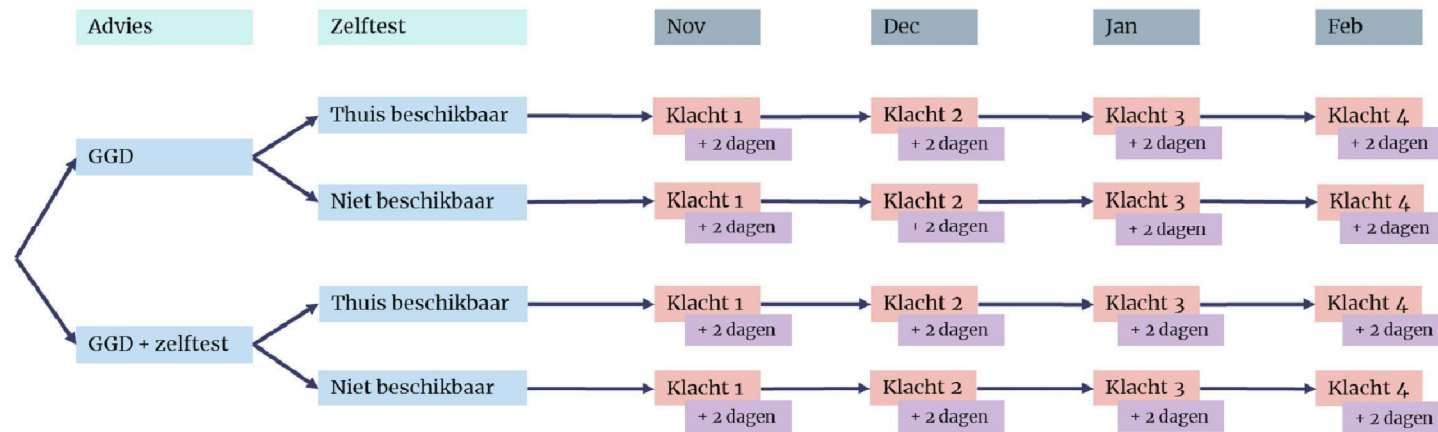 Advies Zelftest Nov Dec Jan Feb
Thuis beschikbaar Klacht 1 Klacht 2 Klacht 3 Klacht 4
+ 2 dagen + 2 dagen + 2 dagen + 2 dagen
GGD
Niet beschikbaar Klacht 1 Klacht 2 Klacht 3 Klacht 4
+ 2 dagen + 2 dagen + 2 dagen + 2 dagen
Thuis beschikbaar Klacht 1 Klacht 2 Klacht 3 Klacht 4
+ 2 dagen + 2 dagen + 2 dagen + 2 dagen
GGD + zelftest
Niet beschikbaar Klacht 1 Klacht 2 Klacht 3 Klacht 4
+ 2 dagen + 2 dagen + 2 dagen + 2 dagen